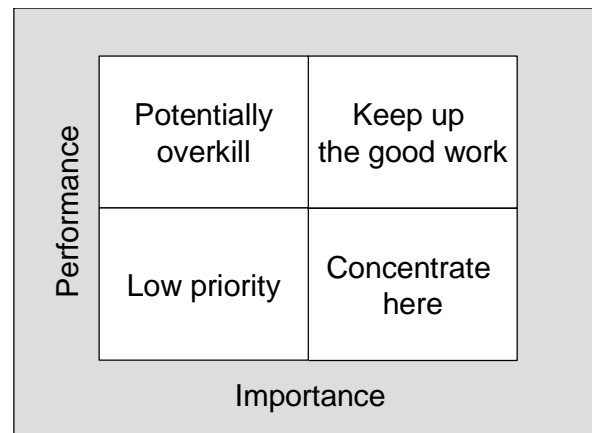 Performance
Potentially
overkill
Keep up
the good work
Low priority
Concentrate
here
Importance